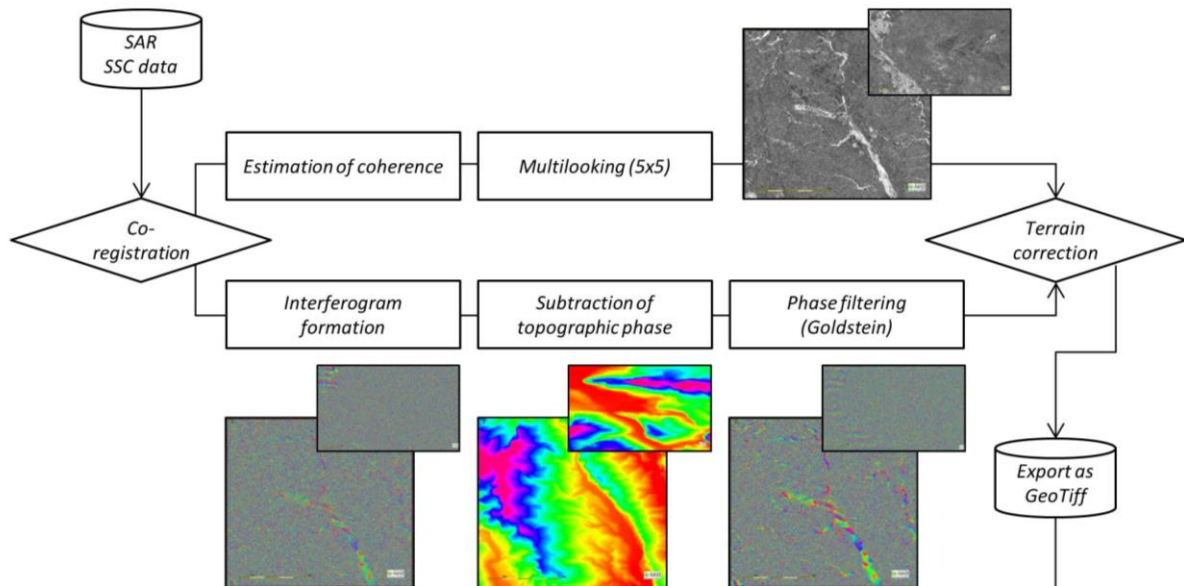 SAR
SSC data
Estimation of coherence
Multilooking (5x5)
Co-
registration
Terrain
correction
Interferogram
formation
Subtraction of
topographic phase
Phase filtering
(Goldstein)
Export as
GeoTiff